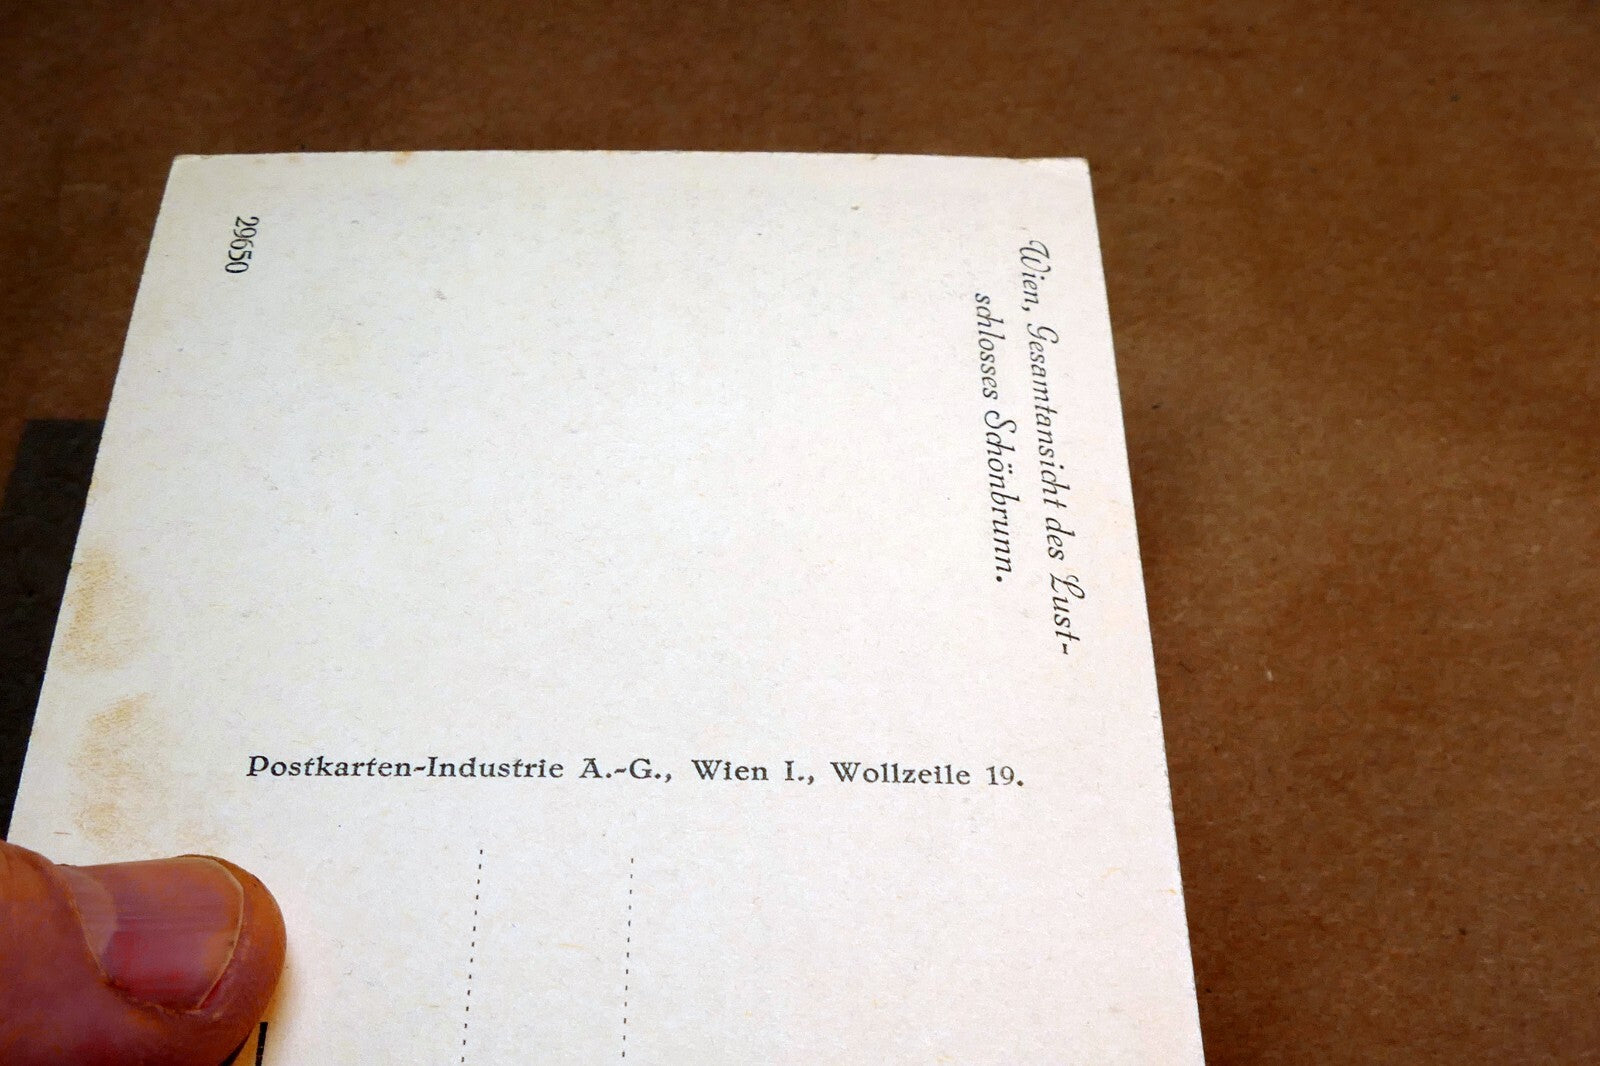 Wien, Gesamtansicht des Lust-
schlosses Schönbrunn.
29650
Postkarten-Industrie A.-G., Wien I., Wollzeile 19.